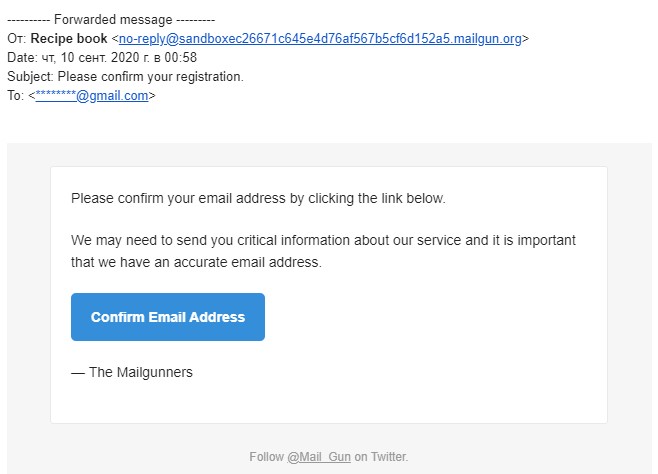 ---------- Forwarded message ---------
От: Recipe book <no-reply@sandboxec26671c645e4d76af567b5cf6d152a5.mailgun.org>
Date: чт, 10 сент. 2020 г. в 00:58
Subject: Please confirm your registration.
To: <********@gmail.com>
Please confirm your email address by clicking the link below.
We may need to send you critical information about our service and it is important
that we have an accurate email address.
Confirm Email Address
— The Mailgunners
Follow @Mail_Gun on Twitter.